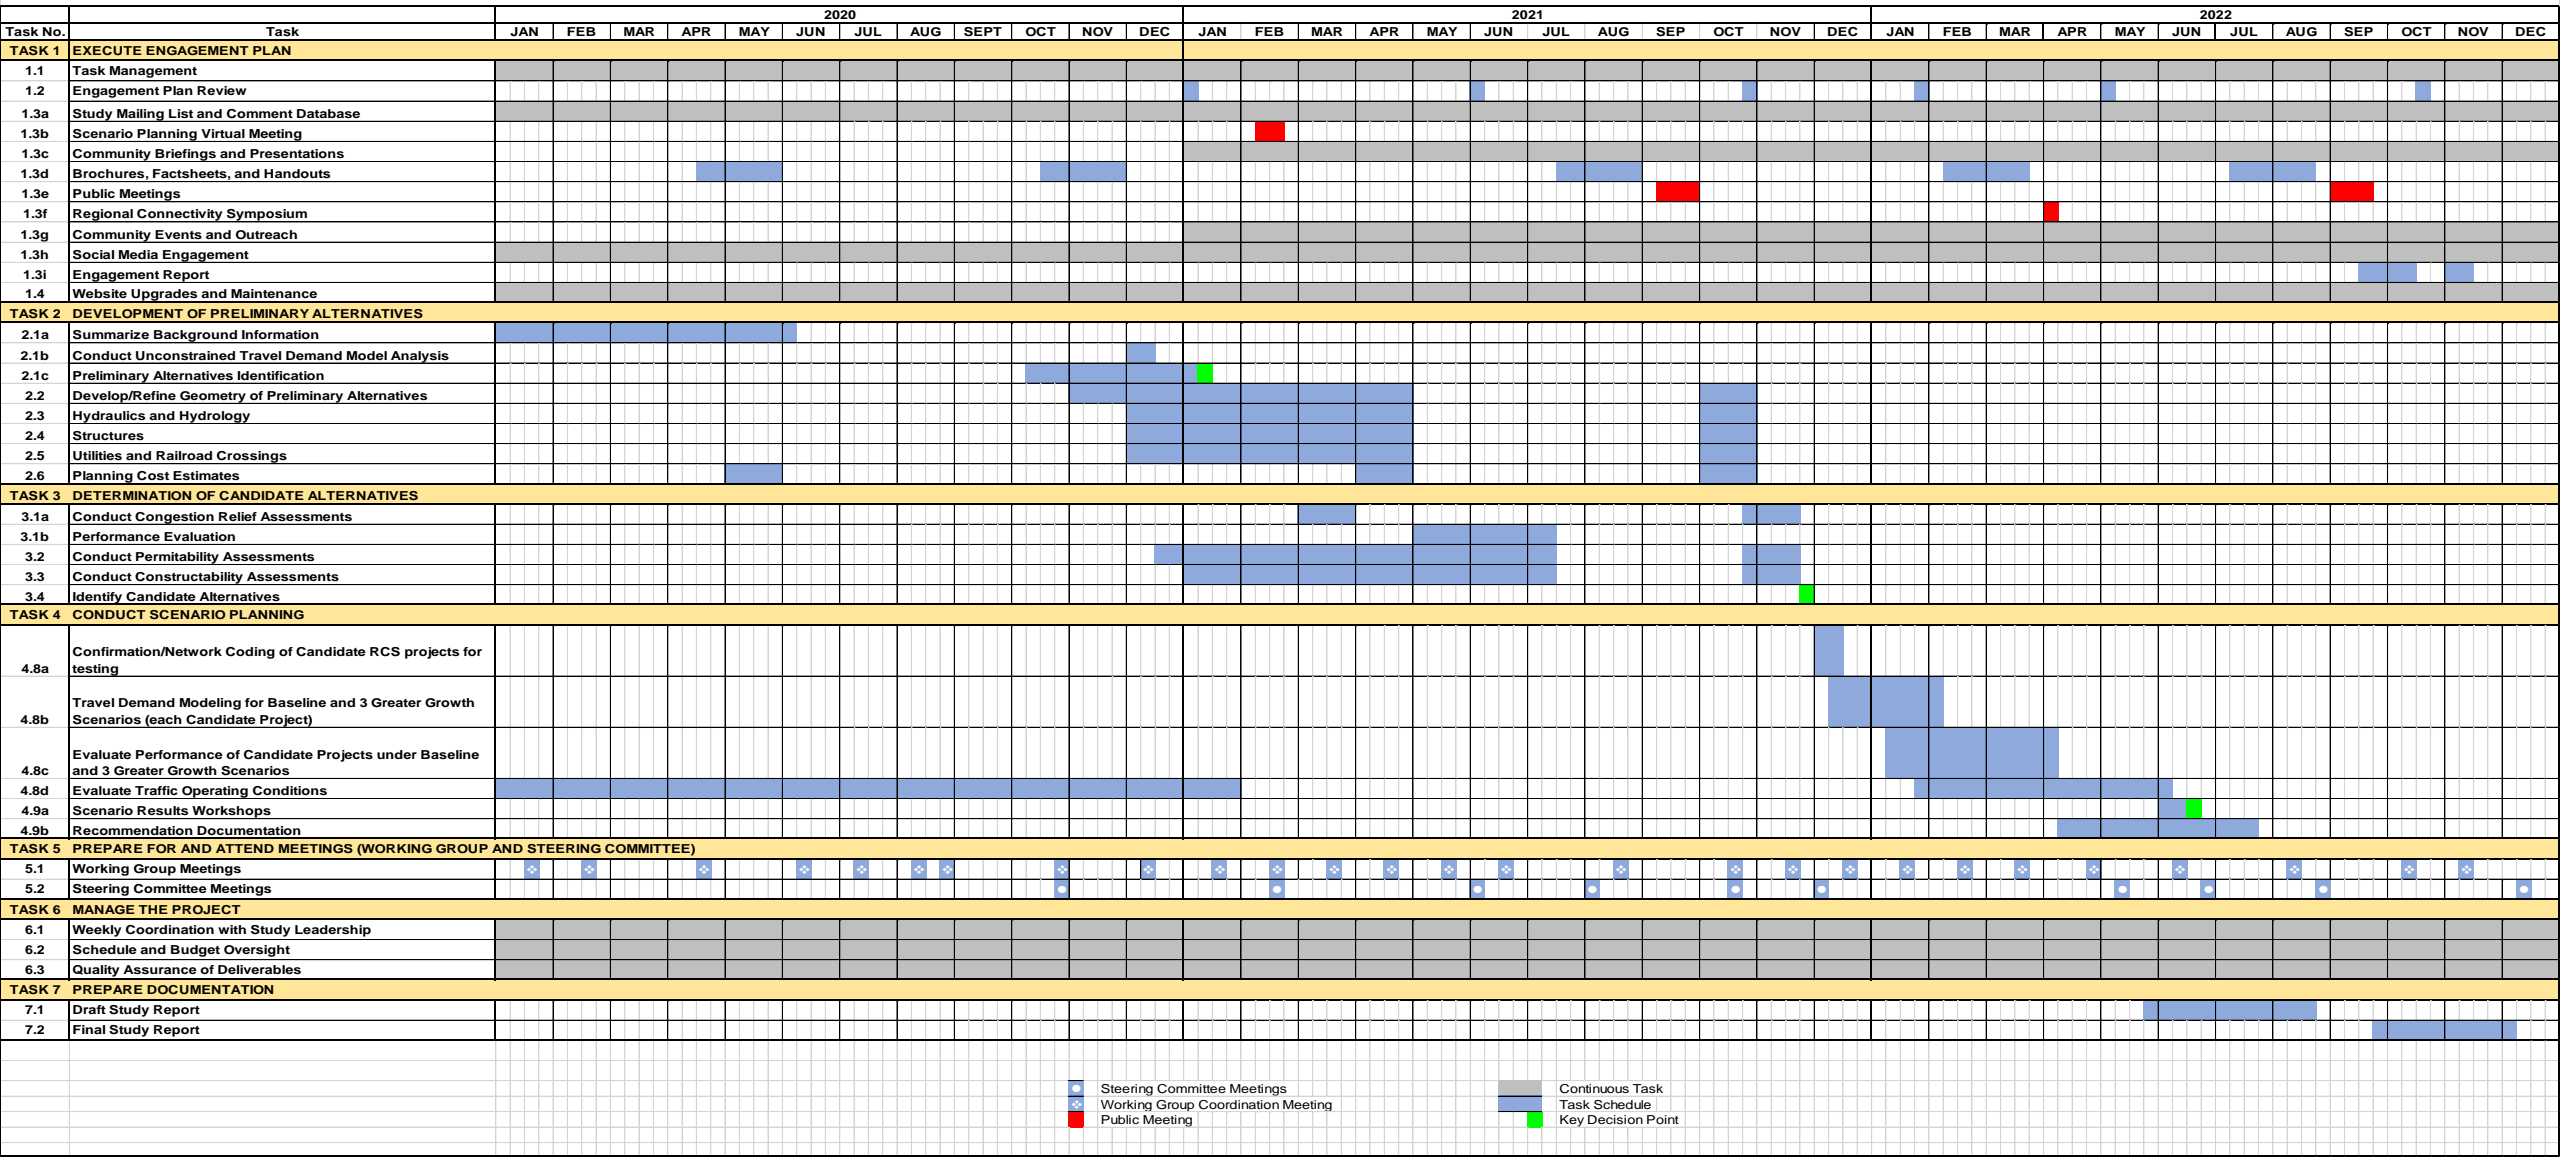 2020 2021 2022
Task No. Task JAN FEB MAR APR MAY JUN JUL AUG SEPT OCT NOV DEC JAN FEB MAR APR MAY JUN JUL AUG SEP OCT NOV DEC JAN FEB MAR APR MAY JUN JUL AUG SEP OCT NOV DEC
TASK 1 EXECUTE ENGAGEMENT PLAN
1.1 Task Management
1.2 Engagement Plan Review
1.3a Study Mailing List and Comment Database
1.3b Scenario Planning Virtual Meeting
1.3c Community Briefings and Presentations
1.3d Brochures, Factsheets, and Handouts
1.3e Public Meetings
1.3f Regional Connectivity Symposium
1.3g Community Events and Outreach
1.3h Social Media Engagement
1.3i Engagement Report
1.4 Website Upgrades and Maintenance
TASK 2 DEVELOPMENT OF PRELIMINARY ALTERNATIVES
2.1a Summarize Background Information
2.1b Conduct Unconstrained Travel Demand Model Analysis
2.1c Preliminary Alternatives Identification
2.2 Develop/Refine Geometry of Preliminary Alternatives
2.3 Hydraulics and Hydrology
2.4 Structures
2.5 Utilities and Railroad Crossings
2.6 Planning Cost Estimates
TASK 3 DETERMINATION OF CANDIDATE ALTERNATIVES
3.1a Conduct Congestion Relief Assessments
3.1b Performance Evaluation
3.2 Conduct Permitability Assessments
3.3 Conduct Constructability Assessments
3.4 Identify Candidate Alternatives
TASK 4 CONDUCT SCENARIO PLANNING
Confirmation/Network Coding of Candidate RCS projects for
4.8a testing
Travel Demand Modeling for Baseline and 3 Greater Growth
4.8b Scenarios (each Candidate Project)
Evaluate Performance of Candidate Projects under Baseline
4.8c and 3 Greater Growth Scenarios
4.8d Evaluate Traffic Operating Conditions
4.9a Scenario Results Workshops
4.9b Recommendation Documentation
TASK 5 PREPARE FOR AND ATTEND MEETINGS (WORKING GROUP AND STEERING COMMITTEE)
5.1 Working Group Meetings
5.2 Steering Committee Meetings
TASK 6 MANAGE THE PROJECT
6.1 Weekly Coordination with Study Leadership
6.2 Schedule and Budget Oversight
6.3 Quality Assurance of Deliverables
TASK 7 PREPARE DOCUMENTATION
7.1 Draft Study Report
7.2 Final Study Report
Steering Committee Meetings Continuous Task
Working Group Coordination Meeting Task Schedule
Public Meeting Key Decision Point